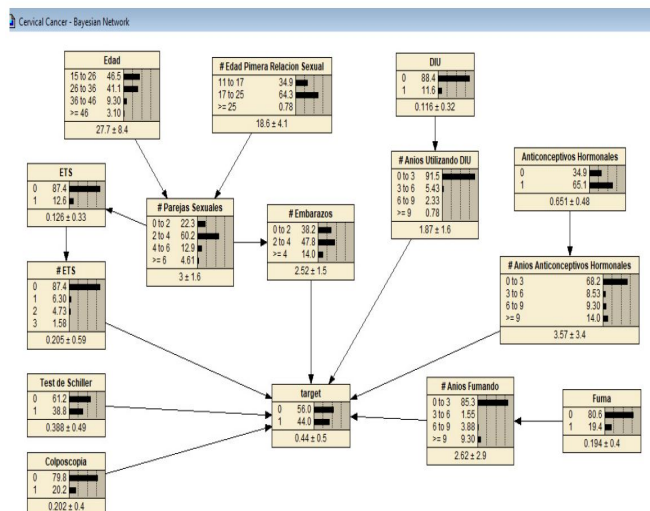 Cervical Cancer - Bayesian Network
Edad
15 to 26 46.5
26 to 36 41.1
36 to 46 9.30
>= 46 3.10
27.7 ± 8.4
# Edad Pimera Relacion Sexual
11 to 17 34.9
17 to 25 64.3
>= 25 0.78
18.6 ± 4.1
DIU
0 88.4
1 11.6
0.116 ± 0.32
ETS
0 87.4
1 12.6
0.126 ± 0.33
# Parejas Sexuales
0 to 2 22.3
2 to 4 60.2
4 to 6 12.9
>= 6 4.61
3 ± 1.6
# Embarazos
0 to 2 38.2
2 to 4 47.8
>= 4 14.0
2.52 ± 1.5
# Anios Utilizando DIU
0 to 3 91.5
3 to 6 5.43
6 to 9 2.33
>= 9 0.78
1.87 ± 1.6
Anticonceptivos Hormonales
0 34.9
1 65.1
0.651 ± 0.48
# ETS
0 87.4
1 6.30
2 4.73
3 1.58
0.205 ± 0.59
# Anios Anticonceptivos Hormonales
0 to 3 68.2
3 to 6 8.53
6 to 9 9.30
>= 9 14.0
3.57 ± 3.4
Test de Schiller
0 61.2
1 38.8
0.388 ± 0.49
target
0 56.0
1 44.0
0.44 ± 0.5
# Anios Fumando
0 to 3 85.3
3 to 6 1.55
6 to 9 3.88
>= 9 9.30
2.62 ± 2.9
Fuma
0 80.6
1 19.4
0.194 ± 0.4
Colposcopia
0 79.8
1 20.2
0.202 ± 0.4